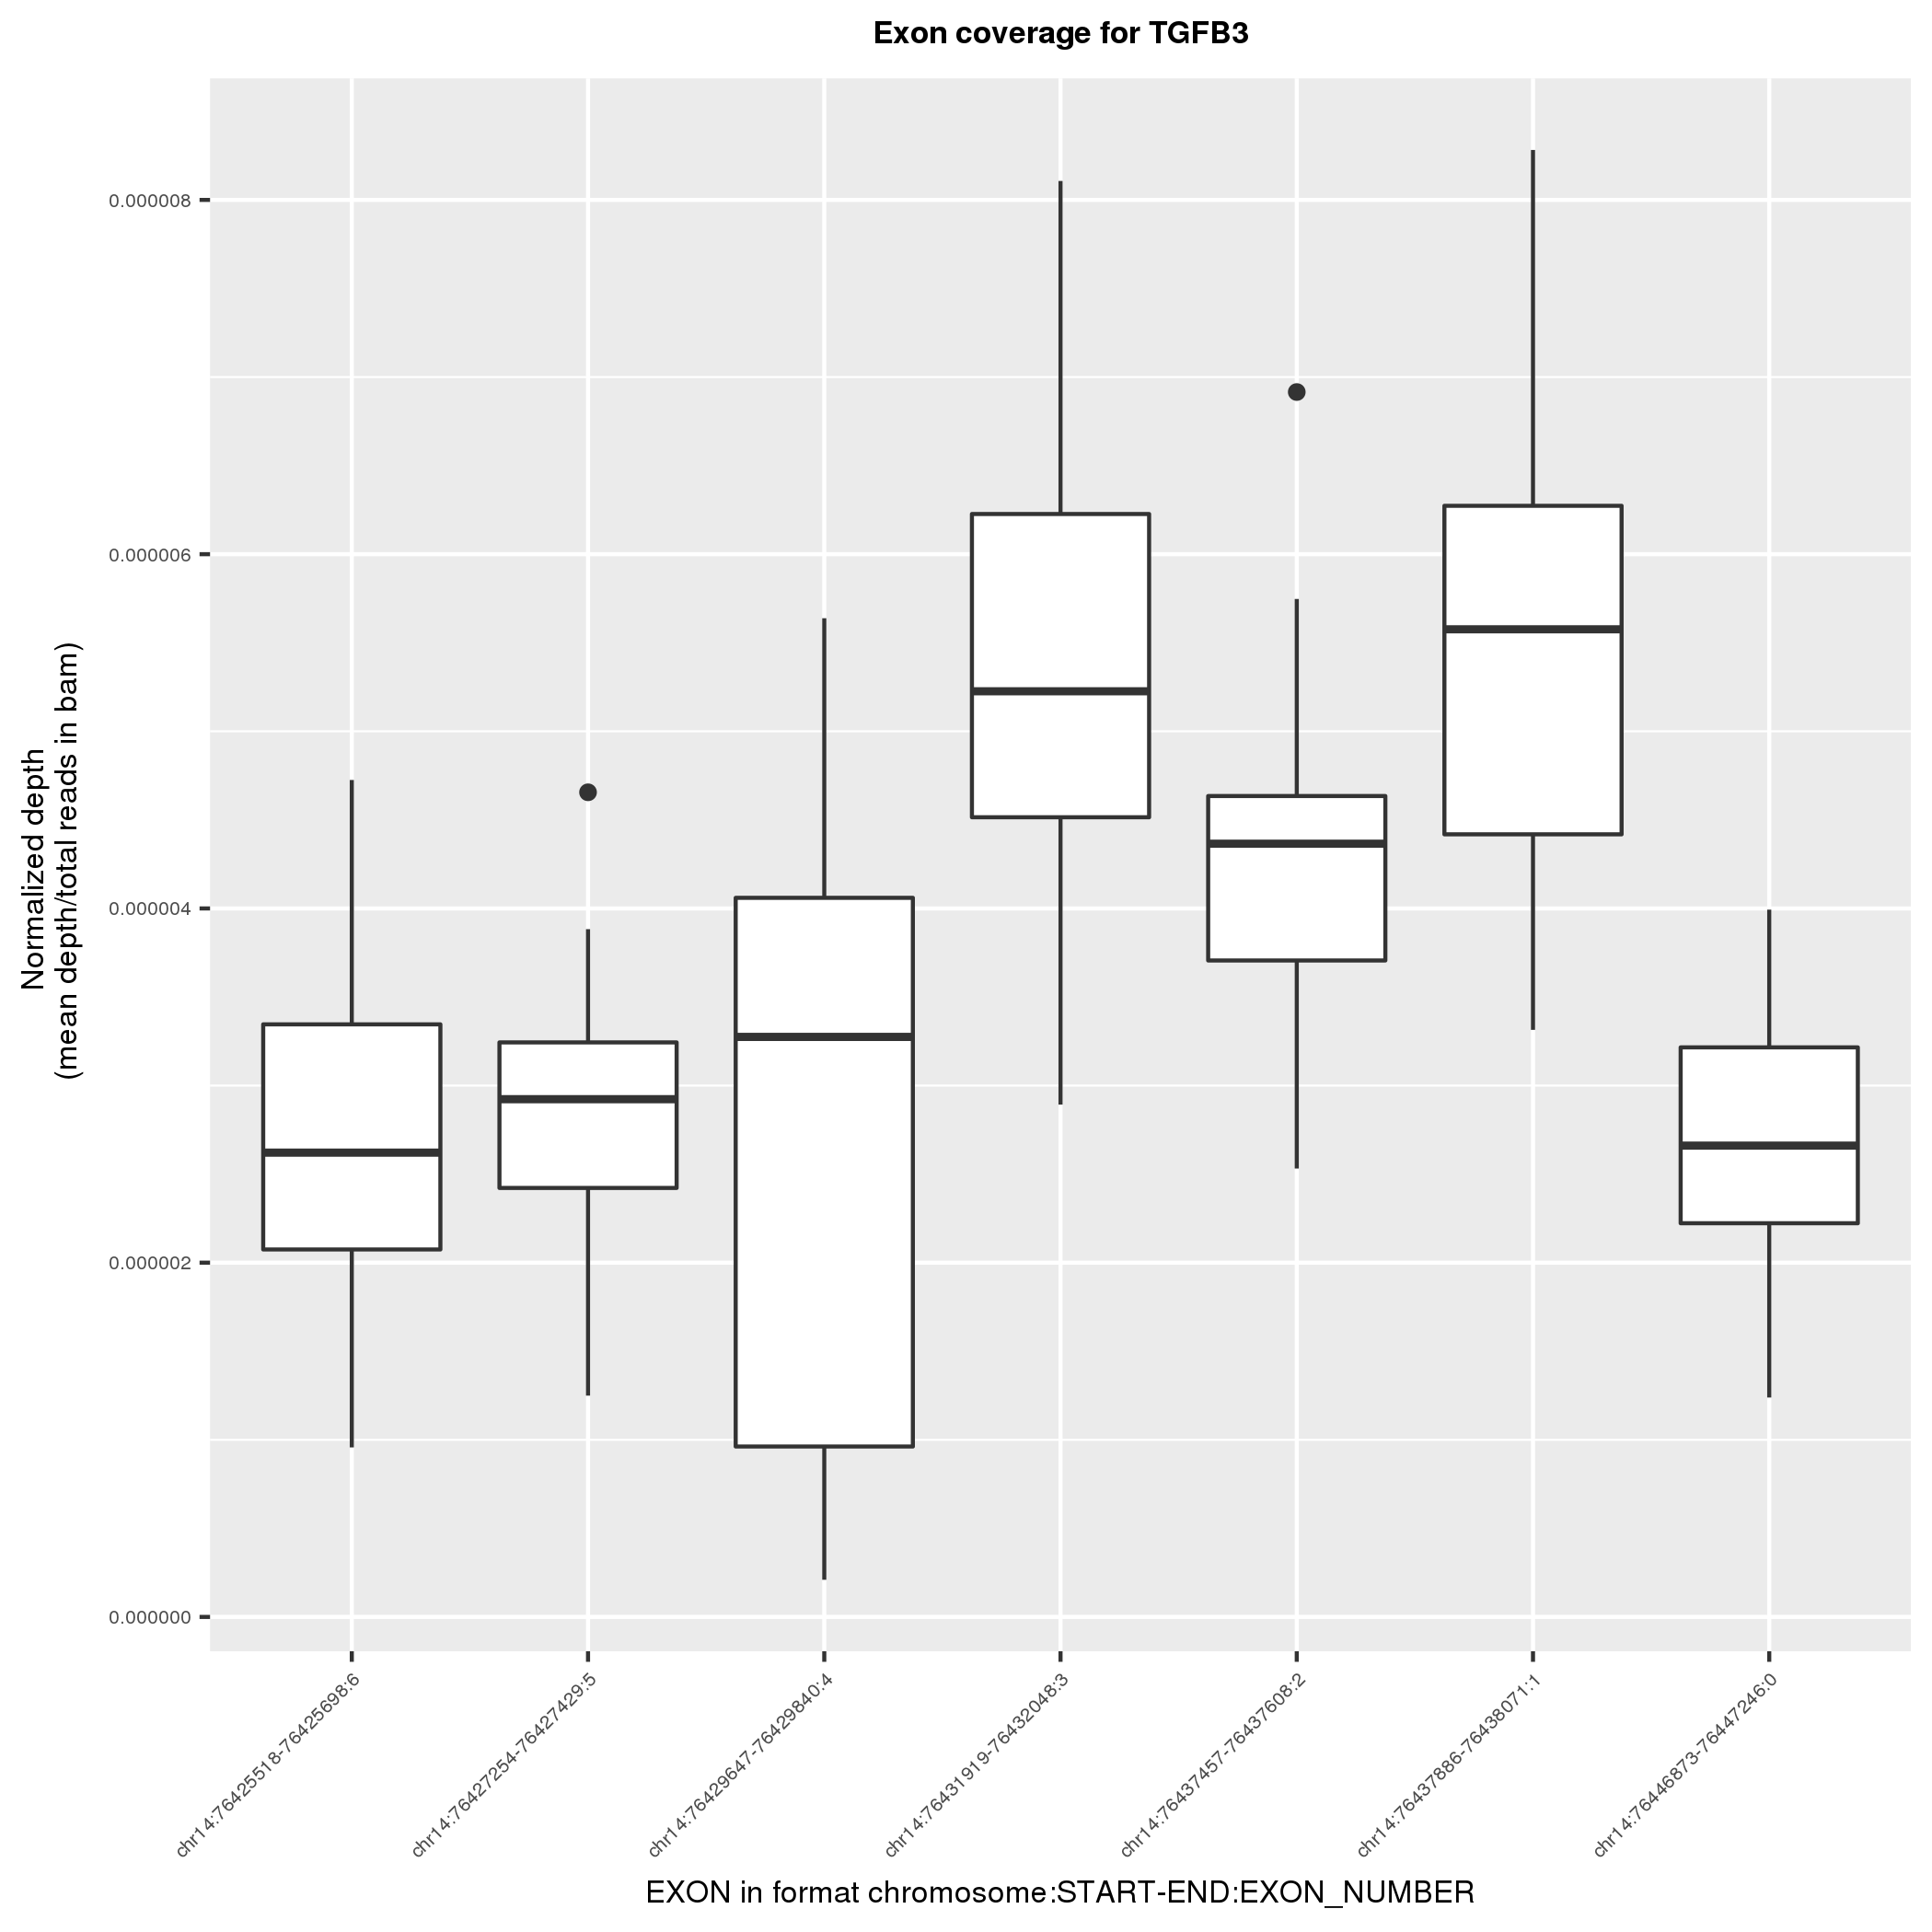 Exon coverage for TGFB3
Normalized depth
(mean depth/total reads in bam)
0.000008
0.000006
0.000004
0.000002
0.000000
chr14:76425518-76425698:6
chr14:76427254-76427429:5
chr14:76429647-76429840:4
chr14:76431919-76432048:3
chr14:76437457-76437608:2
chr14:76437886-76438071:1
chr14:76446873-76447246:0
EXON in format chromosome:START-END:EXON_NUMBER